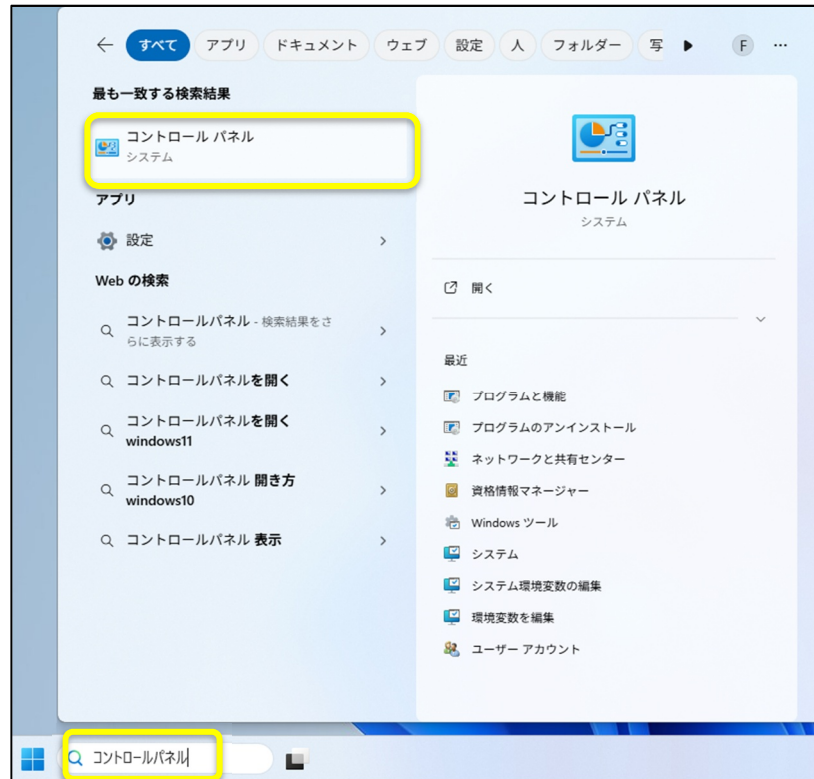 すべて アプリ ドキュメント ウェブ 設定 人 フォルダー 写 F ...
最も一致する検索結果
コントロール パネル
システム
アプリ
設定
Web の検索
コントロールパネル - 検索結果をさ
らに表示する
コントロールパネルを開く
コントロールパネルを開く
windows11
コントロールパネル 開き方
windows10
コントロールパネル 表示
コントロール パネル
システム
開く
最近
プログラムと機能
プログラムのアンインストール
ネットワークと共有センター
資格情報マネージャー
Windows ツール
システム
システム環境変数の編集
環境変数を編集
ユーザー アカウント
コントロールパネル